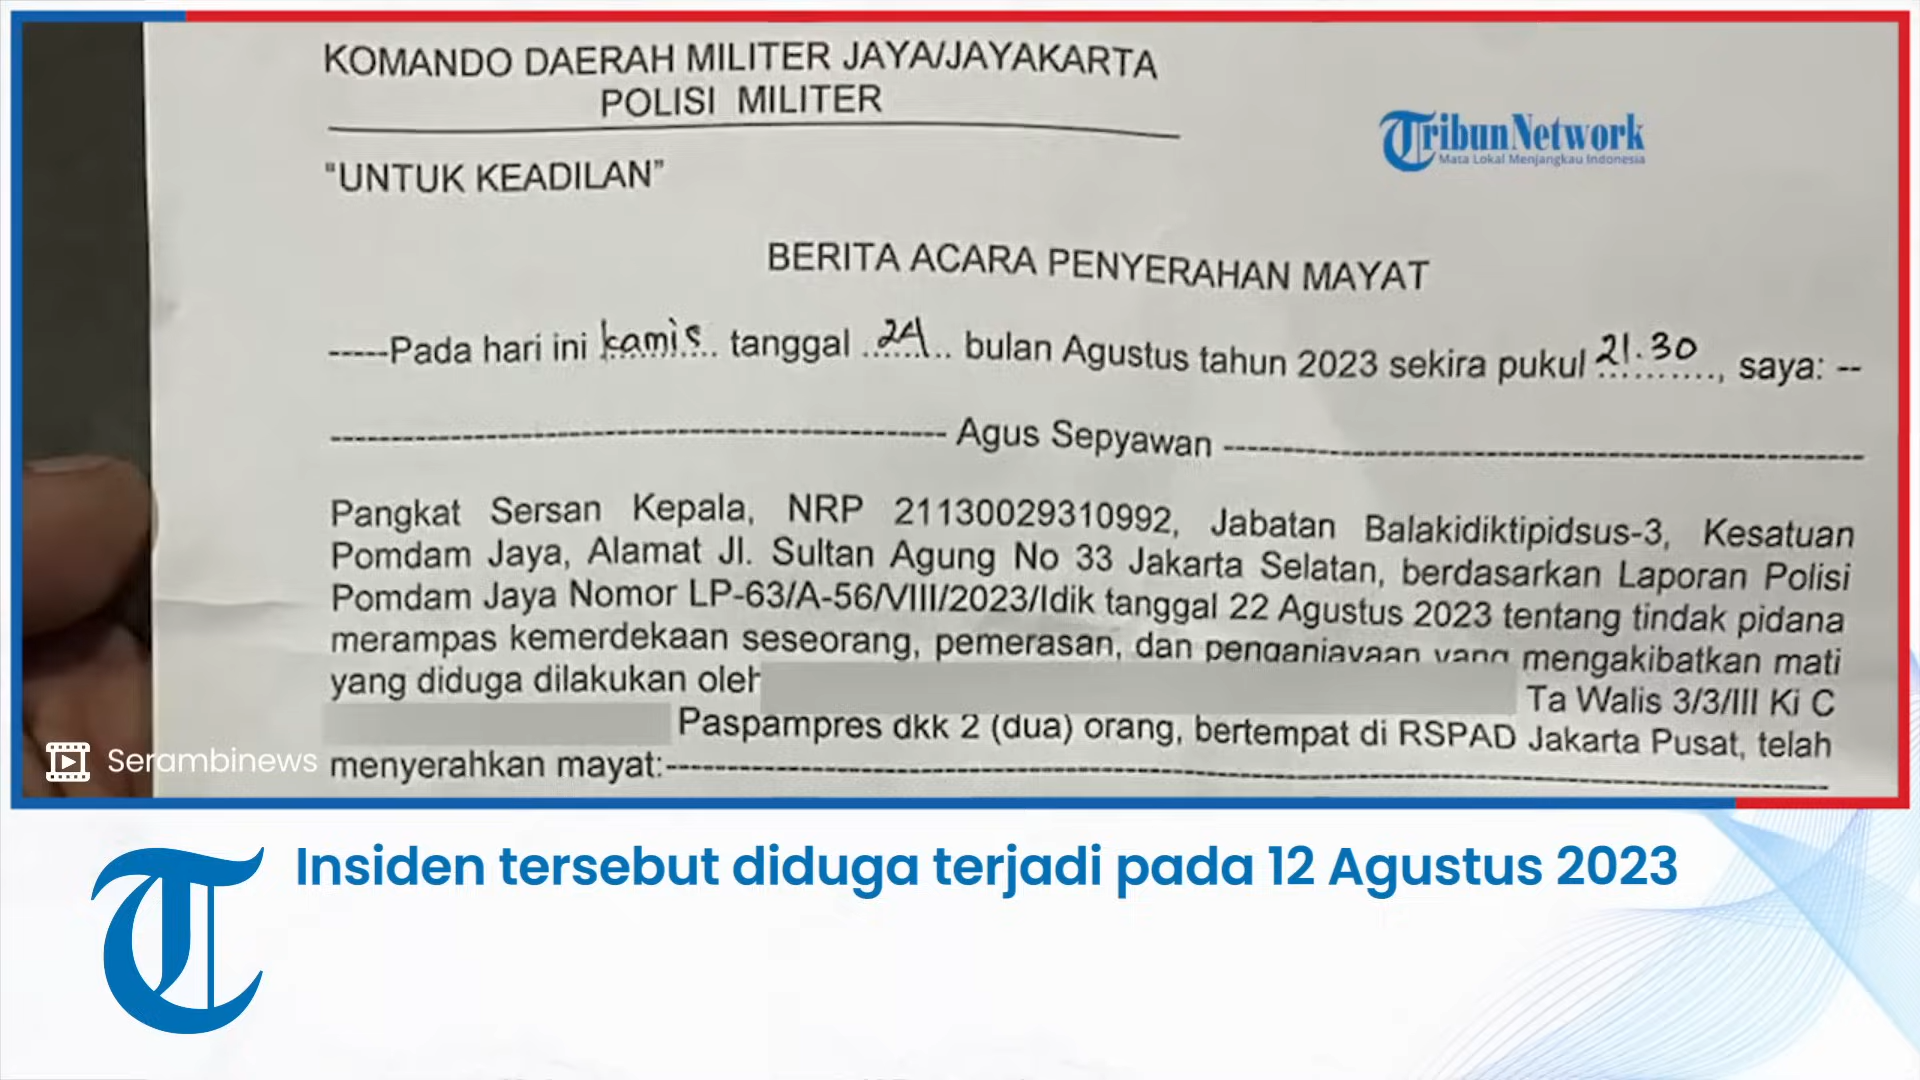 KOMANDO DAERAH MILITER JAYA/JAYAKARTA
POLISI MILITER
TribunNetwork
Mata Lokal Menjangkau Indonesia
"UNTUK KEADILAN"
BERITA ACARA PENYERAHAN MAYAT
-----Pada hari ini kamis tanggal 24 bulan Agustus tahun 2023 sekira pukul 21.30, saya: --
Agus Sepyawan
Pangkat Sersan Kepala, NRP 21130029310992, Jabatan Balakidiktipidsus-3, Kesatuan
Pomdam Jaya, Alamat Jl. Sultan Agung No 33 Jakarta Selatan, berdasarkan Laporan Polisi
Pomdam Jaya Nomor LP-63/A-56/VIII/2023/Idik tanggal 22 Agustus 2023 tentang tindak pidana
merampas kemerdekaan seseorang, pemerasan, dan penganiayaan yang mengakibatkan mati
yang diduga dilakukan oleh Ta Walis 3/3/III Ki C
Paspampres dkk 2 (dua) orang, bertempat di RSPAD Jakarta Pusat, telah
menyerahkan mayat:
Serambinews
Insiden tersebut diduga terjadi pada 12 Agustus 2023